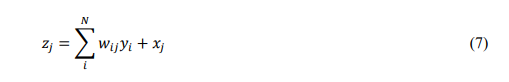 z_j = \sum_{i}^{N} w_{ij} y_i + x_j (7)